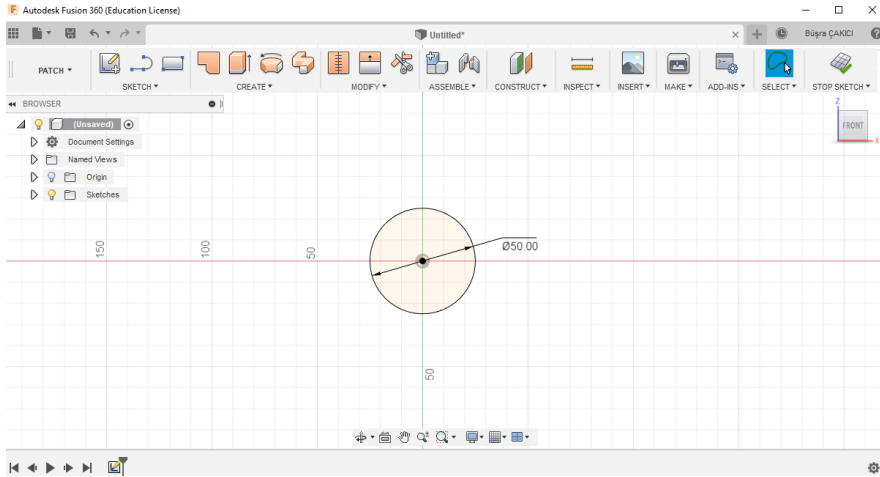 Autodesk Fusion 360 (Education License)
Untitled*
Büşra ÇAKICI
PATCH
SKETCH
CREATE
MODIFY
ASSEMBLE
CONSTRUCT
INSPECT
INSERT
MAKE
ADD-INS
SELECT
STOP SKETCH
BROWSER
(Unsaved)
Document Settings
Named Views
Origin
Sketches
Z
FRONT
X
150
100
50
Ø50.00
50